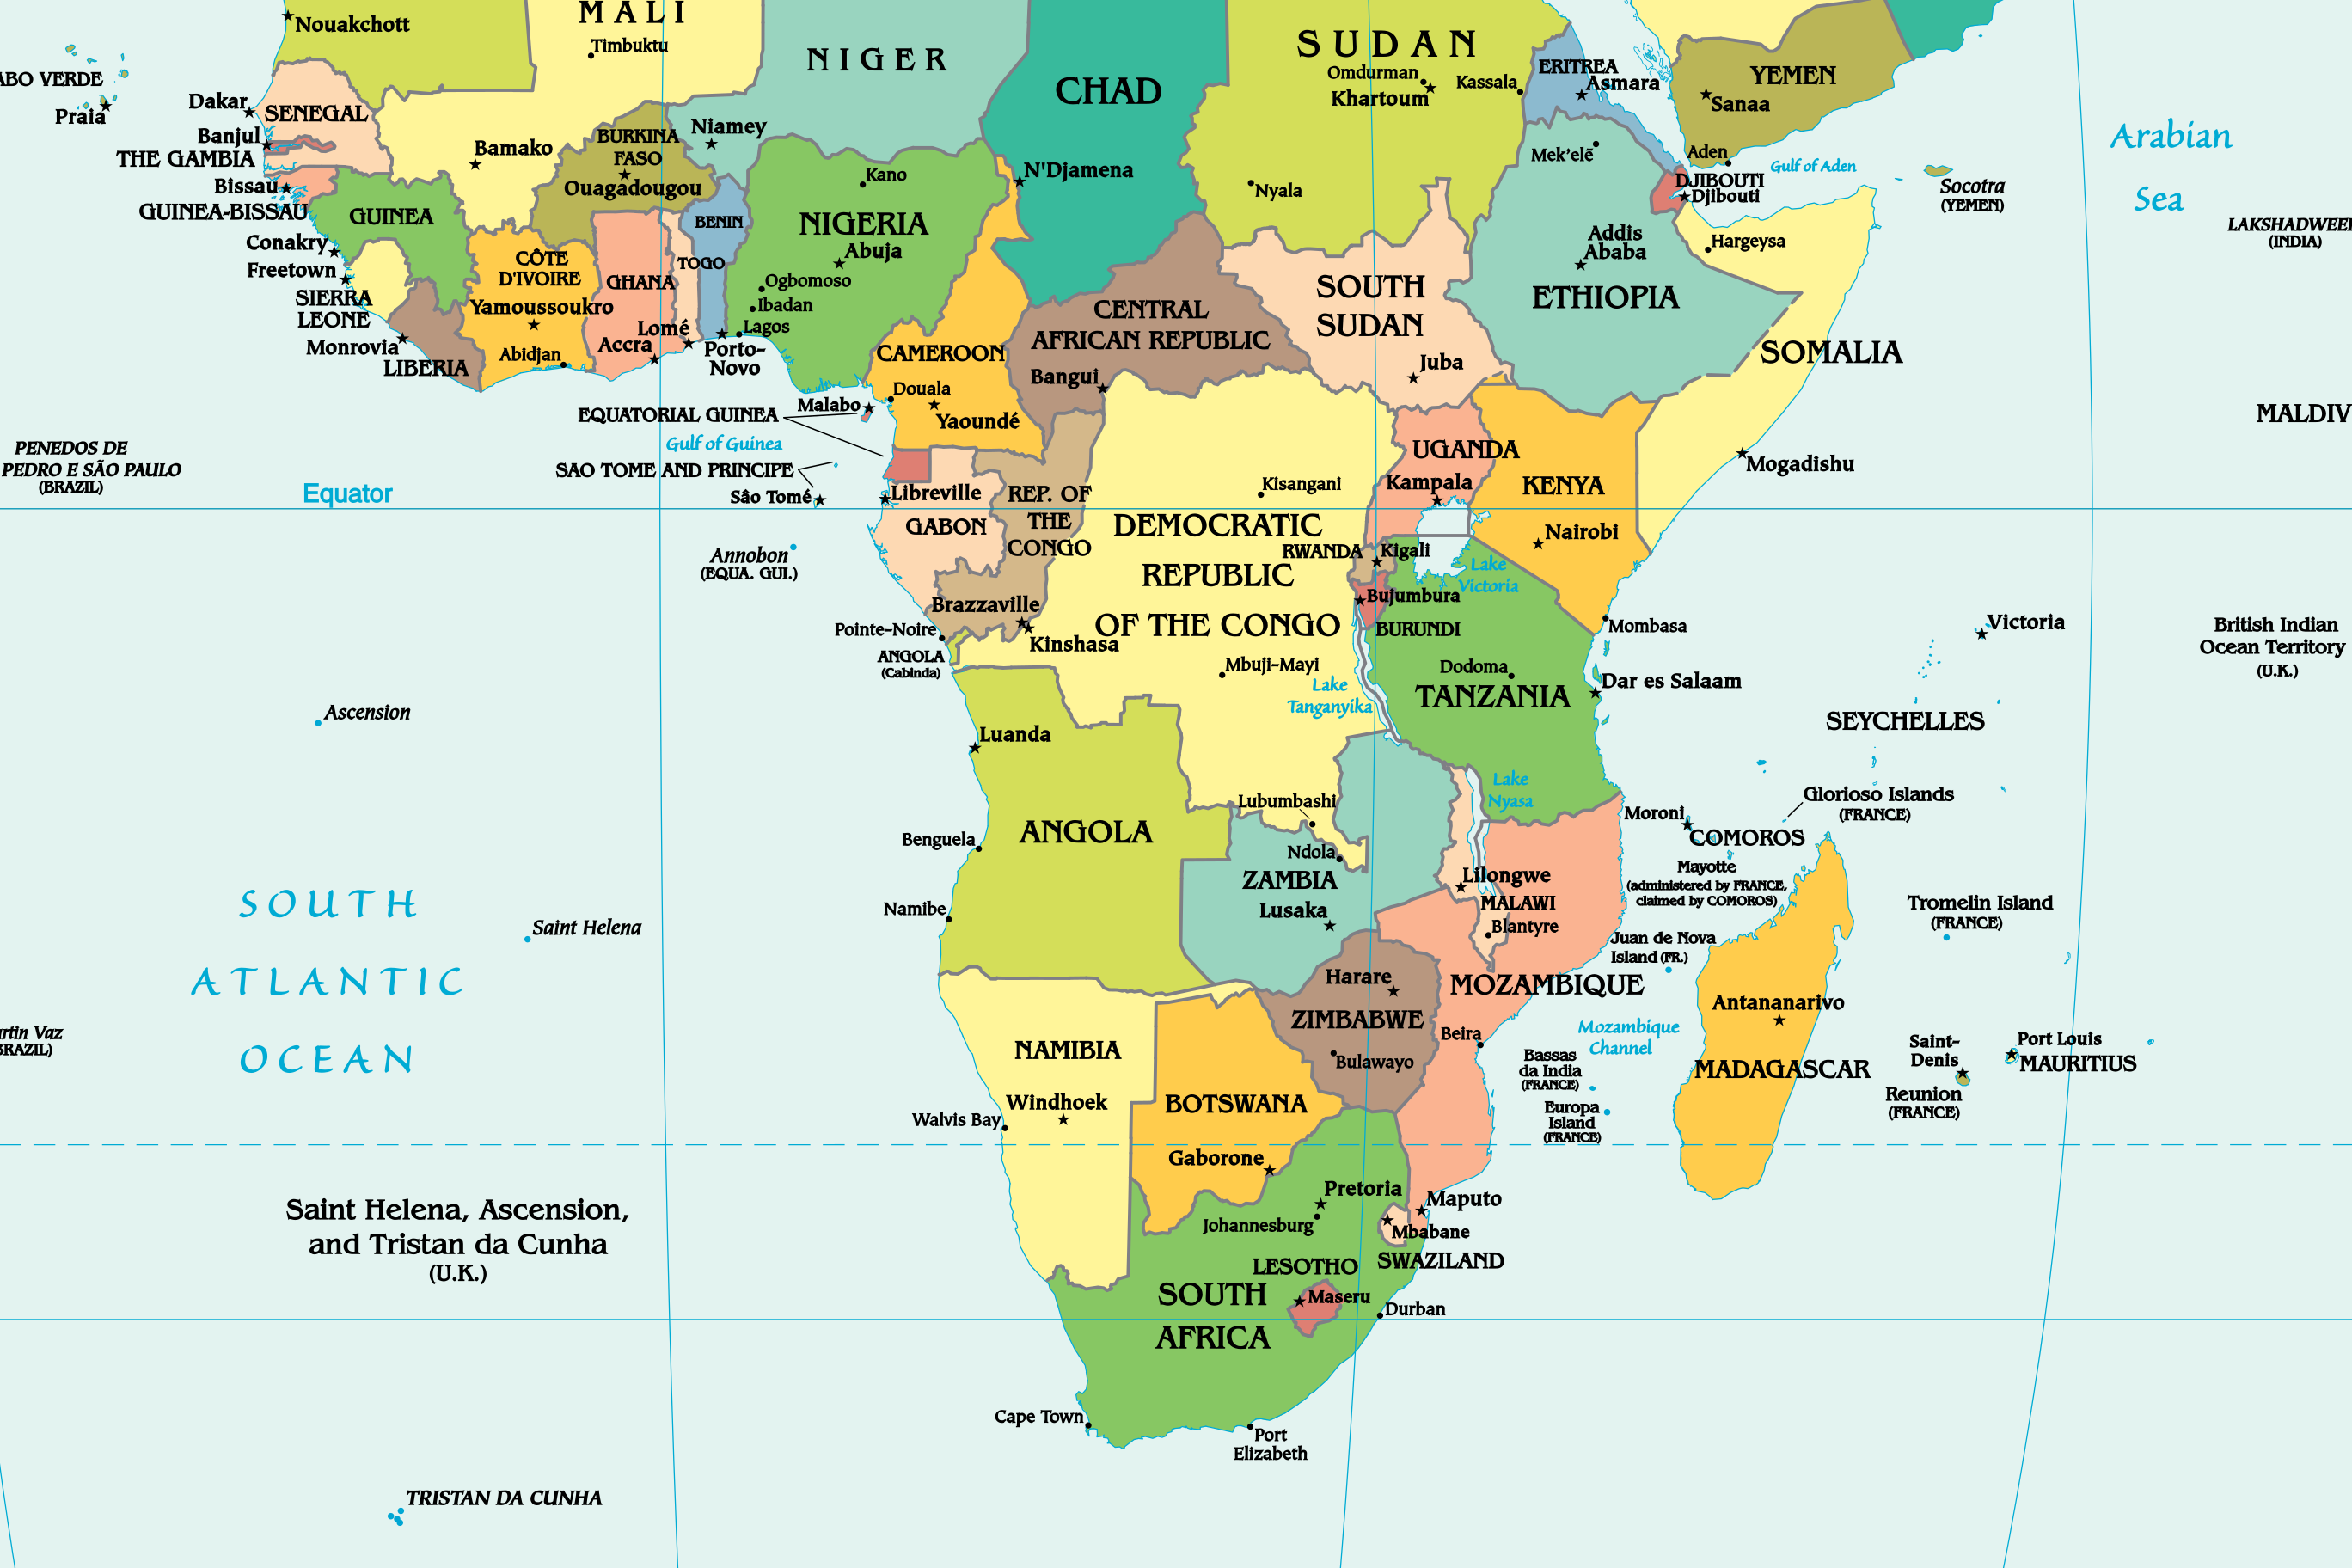 Nouakchott
MALI
Timbuktu
NIGER
CHAD
SUDAN
Omdurman
Khartoum
Kassala
ERITREA
Asmara
YEMEN
Sanaa
Aden
Gulf of Aden
Arabian
Sea
Socotra
(YEMEN)
LAKSHADWEE
(INDIA)
MALDIV
ABO VERDE
Praia
Dakar
SENEGAL
Banjul
THE GAMBIA
Bissau
GUINEA-BISSAU
GUINEA
Conakry
Freetown
SIERRA
LEONE
Monrovia
LIBERIA
Bamako
BURKINA
FASO
Ouagadougou
Niamey
BENIN
TOGO
GHANA
CÔTE
D'IVOIRE
Yamoussoukro
Abidjan
Accra
Lomé
Porto-
Novo
Kano
NIGERIA
Abuja
Ogbomoso
Ibadan
Lagos
N'Djamena
Nyala
Mek'elē
DJIBOUTI
Djibouti
Hargeysa
Addis
Ababa
ETHIOPIA
SOMALIA
Mogadishu
SOUTH
SUDAN
Juba
CENTRAL
AFRICAN REPUBLIC
Bangui
CAMEROON
Douala
Yaoundé
Malabo
EQUATORIAL GUINEA
Gulf of Guinea
SAO TOME AND PRINCIPE
São Tomé
PENEDOS DE
PEDRO E SÃO PAULO
(BRAZIL)
Equator
Libreville
GABON
REP. OF
THE
CONGO
Annobon
(EQUA. GUI.)
Brazzaville
Pointe-Noire
ANGOLA
(Cabinda)
Kinshasa
Kisangani
DEMOCRATIC
REPUBLIC
OF THE CONGO
Mbuji-Mayi
Lubumbashi
UGANDA
Kampala
KENYA
Nairobi
Mombasa
RWANDA
Kigali
Bujumbura
BURUNDI
Lake
Victoria
Lake
Tanganyika
Dodoma
TANZANIA
Dar es Salaam
Lake
Nyasa
Victoria
SEYCHELLES
British Indian
Ocean Territory
(U.K.)
Ascension
Luanda
ANGOLA
Benguela
Namibe
SOUTH
ATLANTIC
OCEAN
Saint Helena
rtin Vaz
BRAZIL)
Saint Helena, Ascension,
and Tristan da Cunha
(U.K.)
TRISTAN DA CUNHA
Ndola
ZAMBIA
Lusaka
Lilongwe
MALAWI
Blantyre
Moroni
COMOROS
Glorioso Islands
(FRANCE)
Mayotte
(administered by FRANCE,
claimed by COMOROS)
Juan de Nova
Island (FR.)
Tromelin Island
(FRANCE)
MOZAMBIQUE
Mozambique
Channel
Beira
Bassas
da India
(FRANCE)
Europa
Island
(FRANCE)
Antananarivo
MADAGASCAR
Saint-
Denis
Reunion
(FRANCE)
Port Louis
MAURITIUS
Harare
ZIMBABWE
Bulawayo
NAMIBIA
Windhoek
Walvis Bay
BOTSWANA
Gaborone
Pretoria
Johannesburg
Maputo
Mbabane
SWAZILAND
LESOTHO
Maseru
SOUTH
AFRICA
Durban
Cape Town
Port
Elizabeth